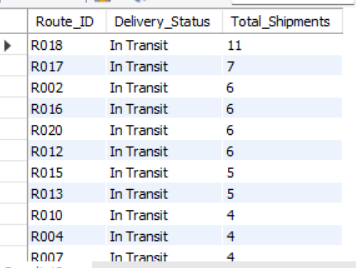 Route_ID Delivery_Status Total_Shipments
R018 In Transit 11
R017 In Transit 7
R002 In Transit 6
R016 In Transit 6
R020 In Transit 6
R012 In Transit 6
R015 In Transit 5
R013 In Transit 5
R010 In Transit 4
R004 In Transit 4
R007 In Transit 4